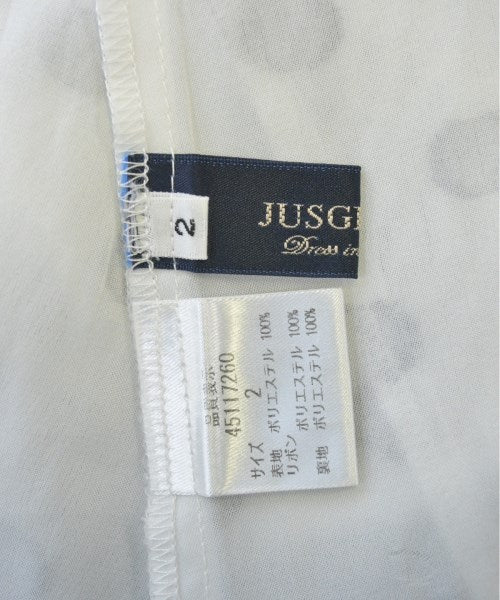 2
JUSGL
Dress in
品質表示
45117260
サイズ 2
表地 ポリエステル 100%
リボン ポリエステル 100%
裏地 ポリエステル 100%